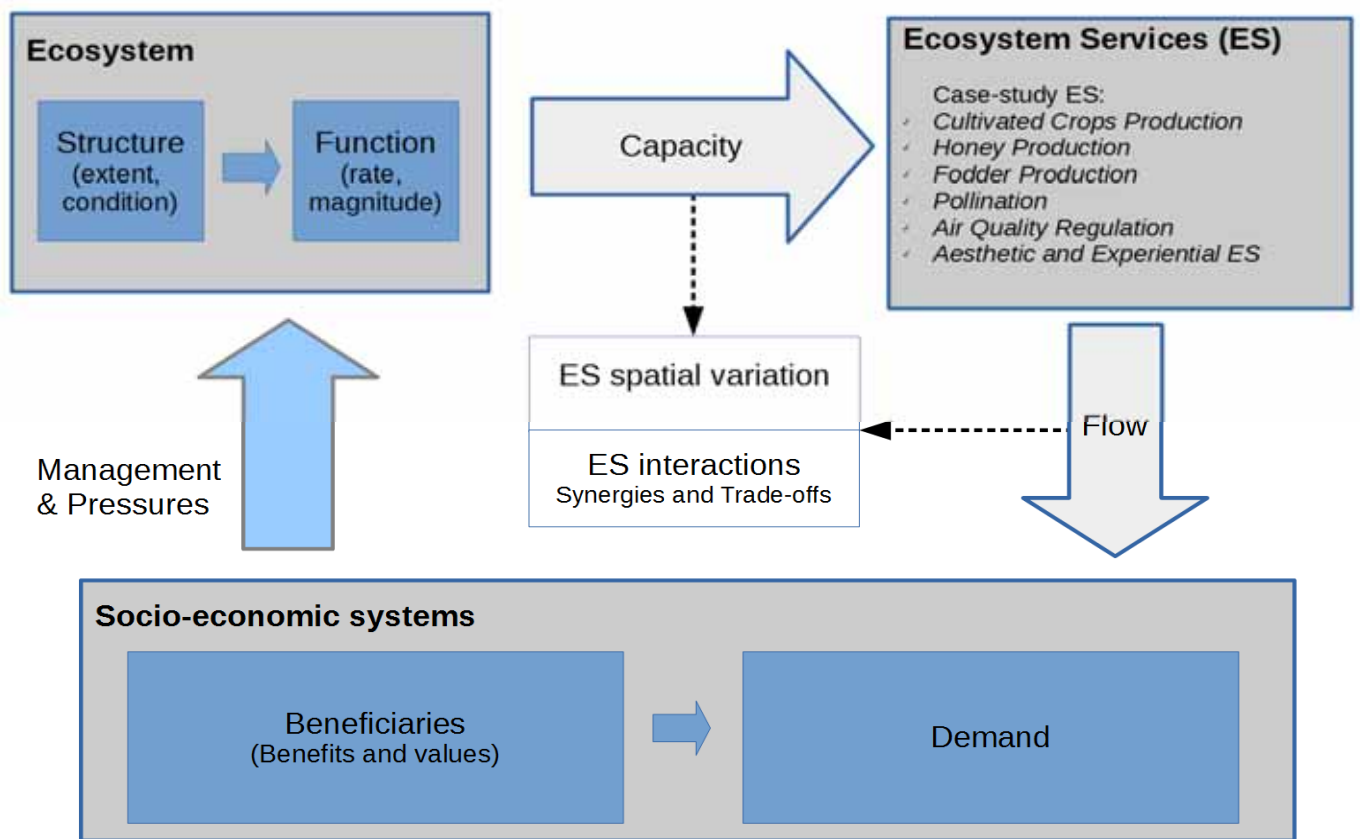 Ecosystem
Structure
(extent,
condition)
Function
(rate,
magnitude)
Capacity
Ecosystem Services (ES)
Case-study ES:
Cultivated Crops Production
Honey Production
Fodder Production
Pollination
Air Quality Regulation
Aesthetic and Experiential ES
ES spatial variation
ES interactions
Synergies and Trade-offs
Flow
Management
& Pressures
Socio-economic systems
Beneficiaries
(Benefits and values)
Demand